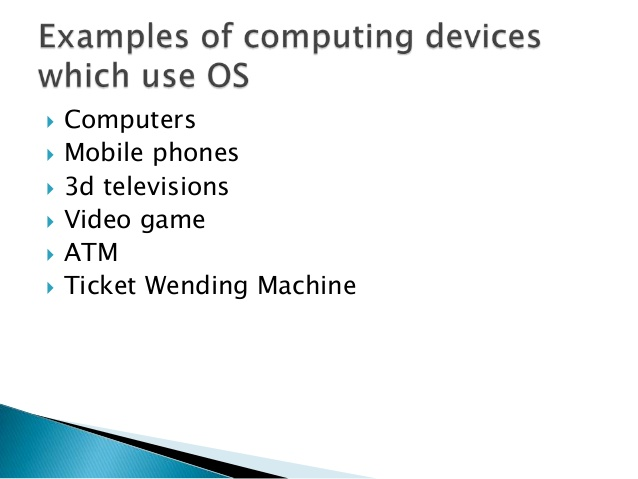 Examples of computing devices
which use OS
Computers
Mobile phones
3d televisions
Video game
ATM
Ticket Wending Machine